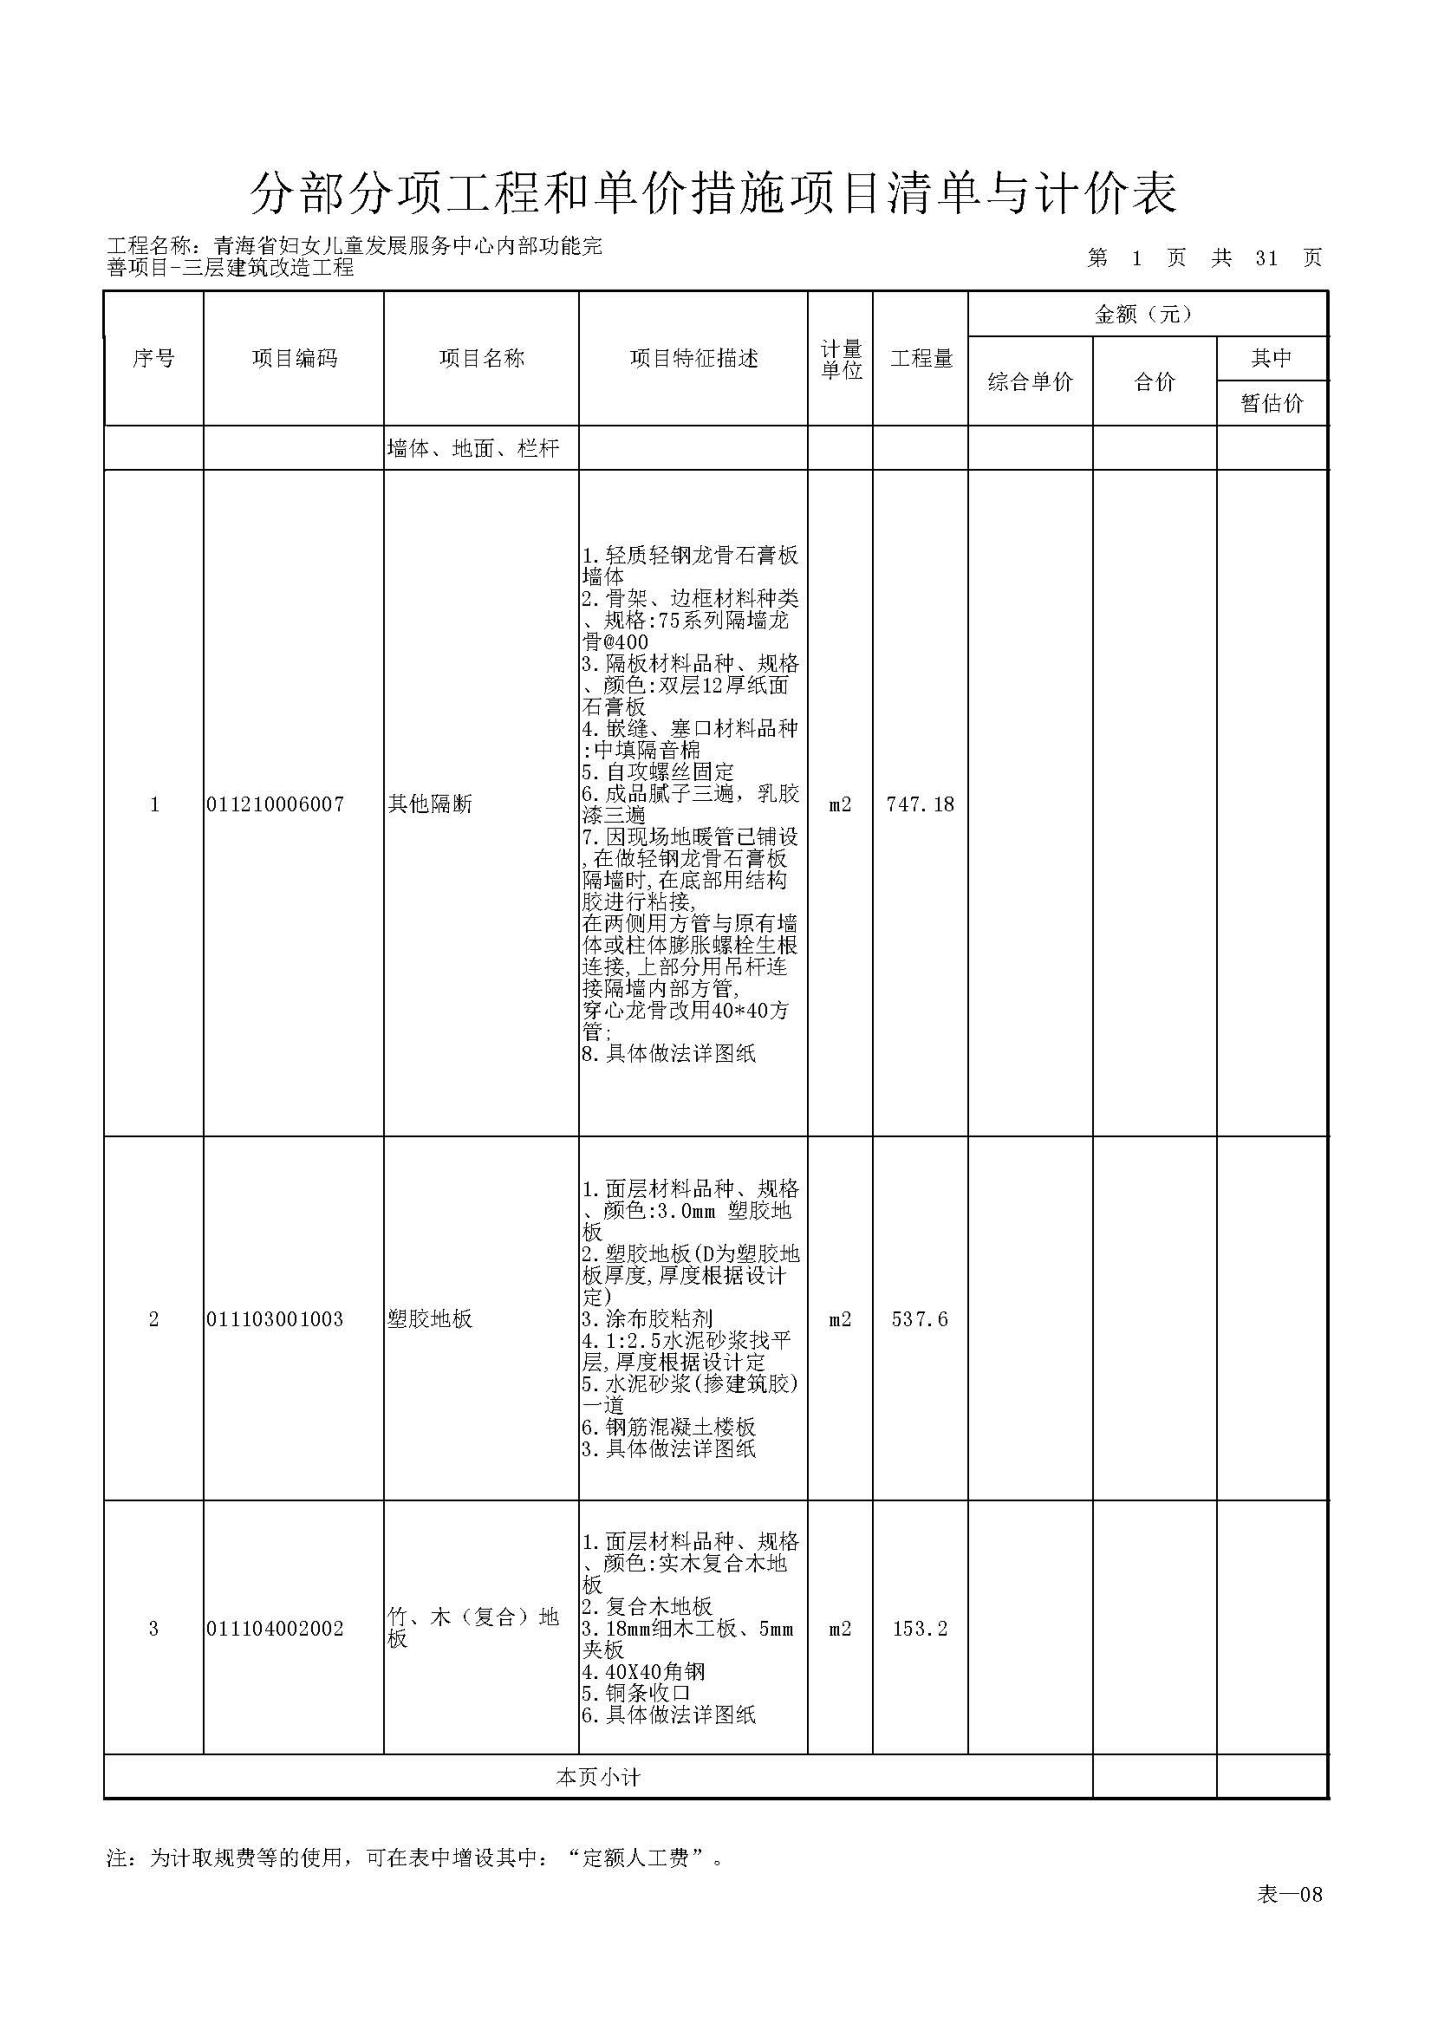 分部分项工程和单价措施项目清单与计价表
工程名称：青海省妇女儿童发展服务中心内部功能完
善项目-三层建筑改造工程
第 1 页 共 31 页
序号 项目编码 项目名称 项目特征描述 计量单位 工程量 金额（元）
综合单价 合价 其中
暂估价
墙体、地面、栏杆
1 011210006007 其他隔断
1.轻质轻钢龙骨石膏板
墙体
2.骨架、边框材料种类
、规格:75系列隔墙龙
骨@400
3.隔板材料品种、规格
、颜色:双层12厚纸面
石膏板
4.嵌缝、塞口材料品种
:中填隔音棉
5.自攻螺丝固定
6.成品腻子三遍，乳胶
漆三遍
7.因现场地暖管已铺设
,在做轻钢龙骨石膏板
隔墙时,在底部用结构
胶进行粘接,
在两侧用方管与原有墙
体或柱体膨胀螺栓生根
连接,上部分用吊杆连
接隔墙内部方管,
穿心龙骨改用40*40方
管;
8.具体做法详图纸
m2 747.18
2 011103001003 塑胶地板
1.面层材料品种、规格
、颜色:3.0mm 塑胶地
板
2.塑胶地板(D为塑胶地
板厚度,厚度根据设计
定)
3.涂布胶粘剂
4.1:2.5水泥砂浆找平
层,厚度根据设计定
5.水泥砂浆(掺建筑胶)
一道
6.钢筋混凝土楼板
3.具体做法详图纸
m2 537.6
3 011104002002 竹、木（复合）地
板
1.面层材料品种、规格
、颜色:实木复合木地
板
2.复合木地板
3.18mm细木工板、5mm
夹板
4.40X40角钢
5.铜条收口
6.具体做法详图纸
m2 153.2
本页小计
注：为计取规费等的使用，可在表中增设其中：“定额人工费”。
表—08